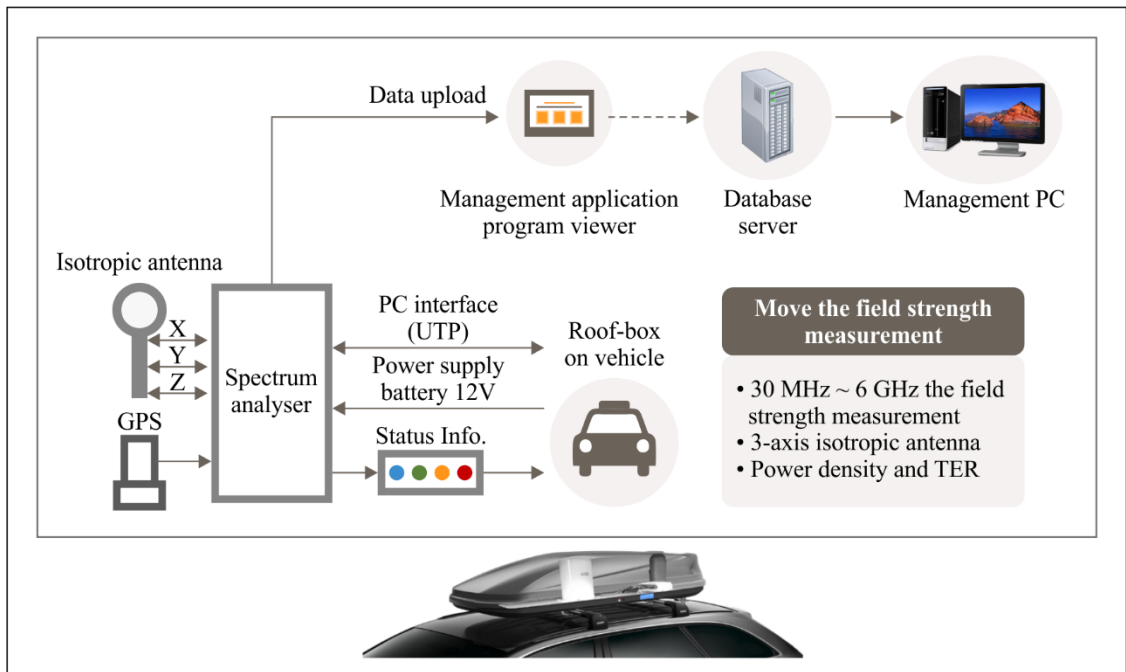 Data upload
Management application
program viewer
Database
server
Management PC
Isotropic antenna
X
Y
Z
GPS
Spectrum
analyser
PC interface
(UTP)
Power supply
battery 12V
Status Info.
Roof-box
on vehicle
Move the field strength
measurement
• 30 MHz ~ 6 GHz the field
strength measurement
• 3-axis isotropic antenna
• Power density and TER